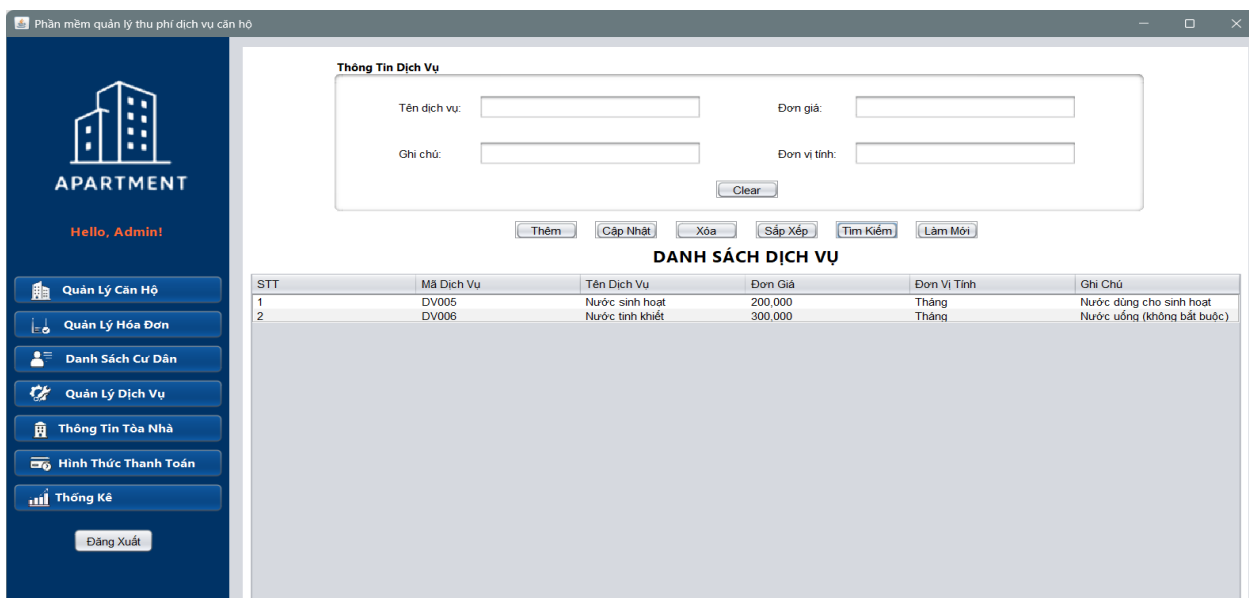 Phần mềm quản lý thu phí dịch vụ căn hộ
APARTMENT
Hello, Admin!
Quản Lý Căn Hộ
Quản Lý Hóa Đơn
Danh Sách Cư Dân
Quản Lý Dịch Vụ
Thông Tin Tòa Nhà
Hình Thức Thanh Toán
Thống Kê
Đăng Xuất
Thông Tin Dịch Vụ
Tên dịch vụ: Đơn giá:
Ghi chú: Đơn vị tính:
Clear
Thêm Cập Nhật Xóa Sắp Xếp Tìm Kiếm Làm Mới
DANH SÁCH DỊCH VỤ
STT Mã Dịch Vụ Tên Dịch Vụ Đơn Giá Đơn Vị Tính Ghi Chú
1 DV005 Nước sinh hoạt 200,000 Tháng Nước dùng cho sinh hoạt
2 DV006 Nước tinh khiết 300,000 Tháng Nước uống (không bắt buộc)